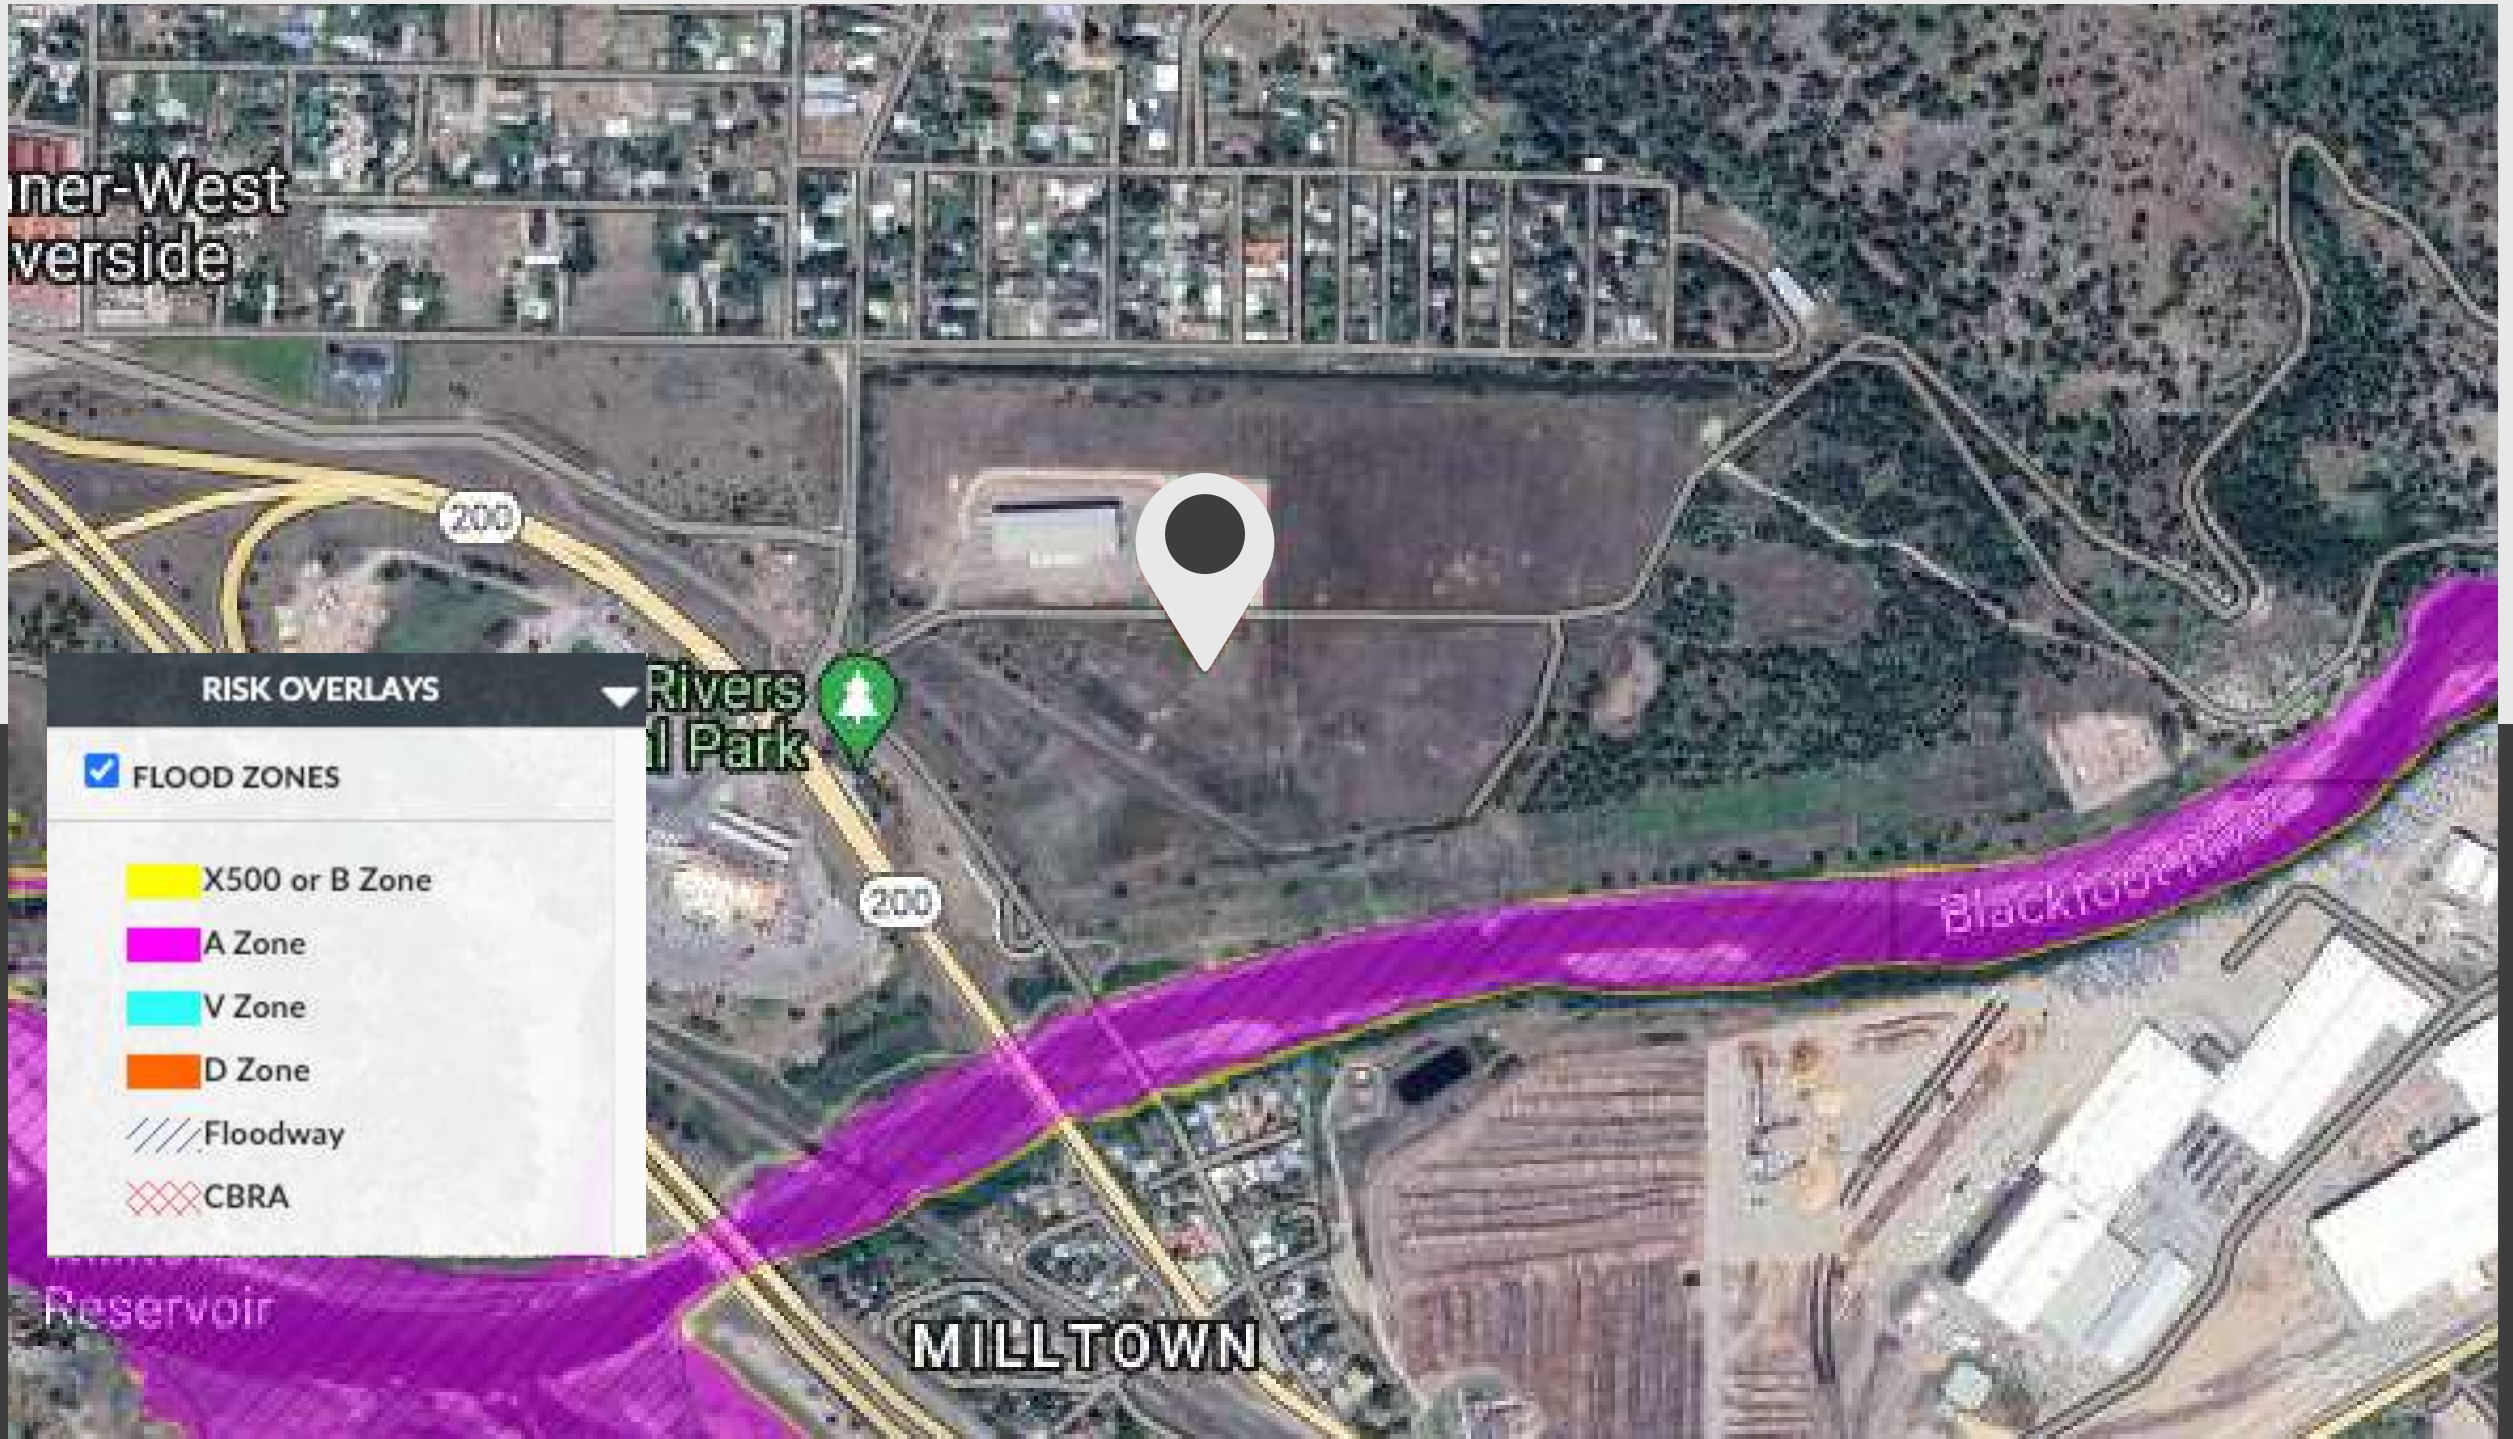 ner-West
verside
200
Rivers
l Park
RISK OVERLAYS
FLOOD ZONES
X500 or B Zone
A Zone
V Zone
D Zone
Floodway
CBRA
200
Blackfoot River
Reservoir
MILLTOWN